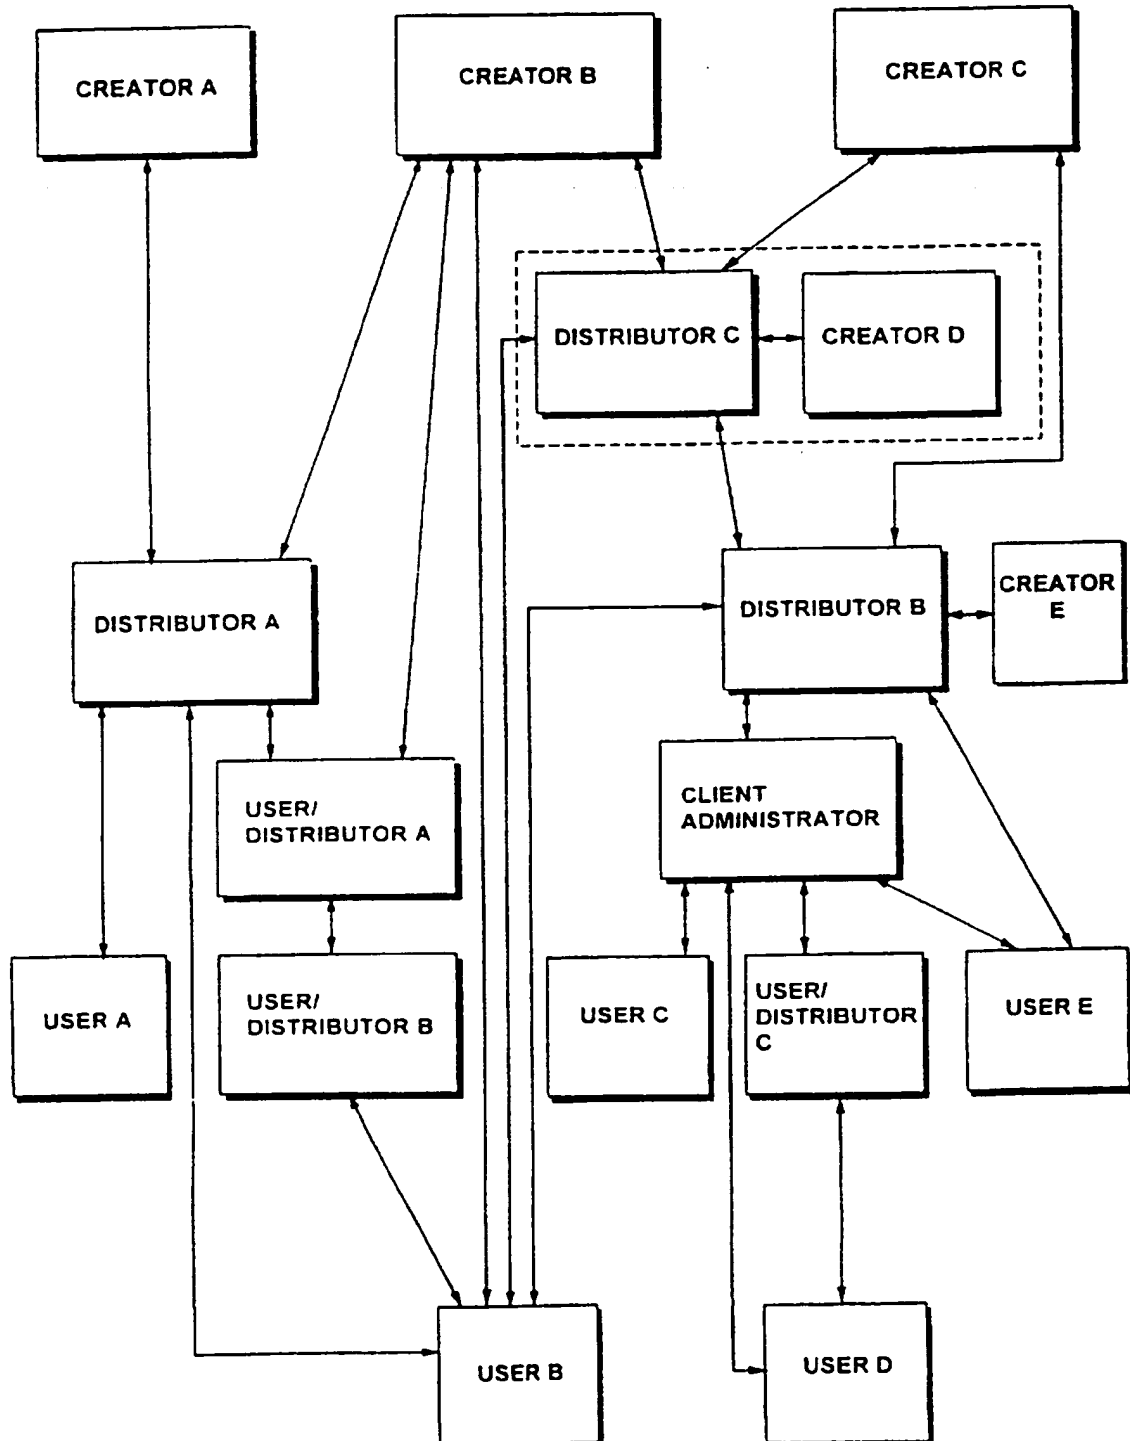 CREATOR A
CREATOR B
CREATOR C
DISTRIBUTOR C
CREATOR D
DISTRIBUTOR A
DISTRIBUTOR B
CREATOR
E
USER/
DISTRIBUTOR A
CLIENT
ADMINISTRATOR
USER A
USER/
DISTRIBUTOR B
USER C
USER/
DISTRIBUTOR
C
USER E
USER B
USER D